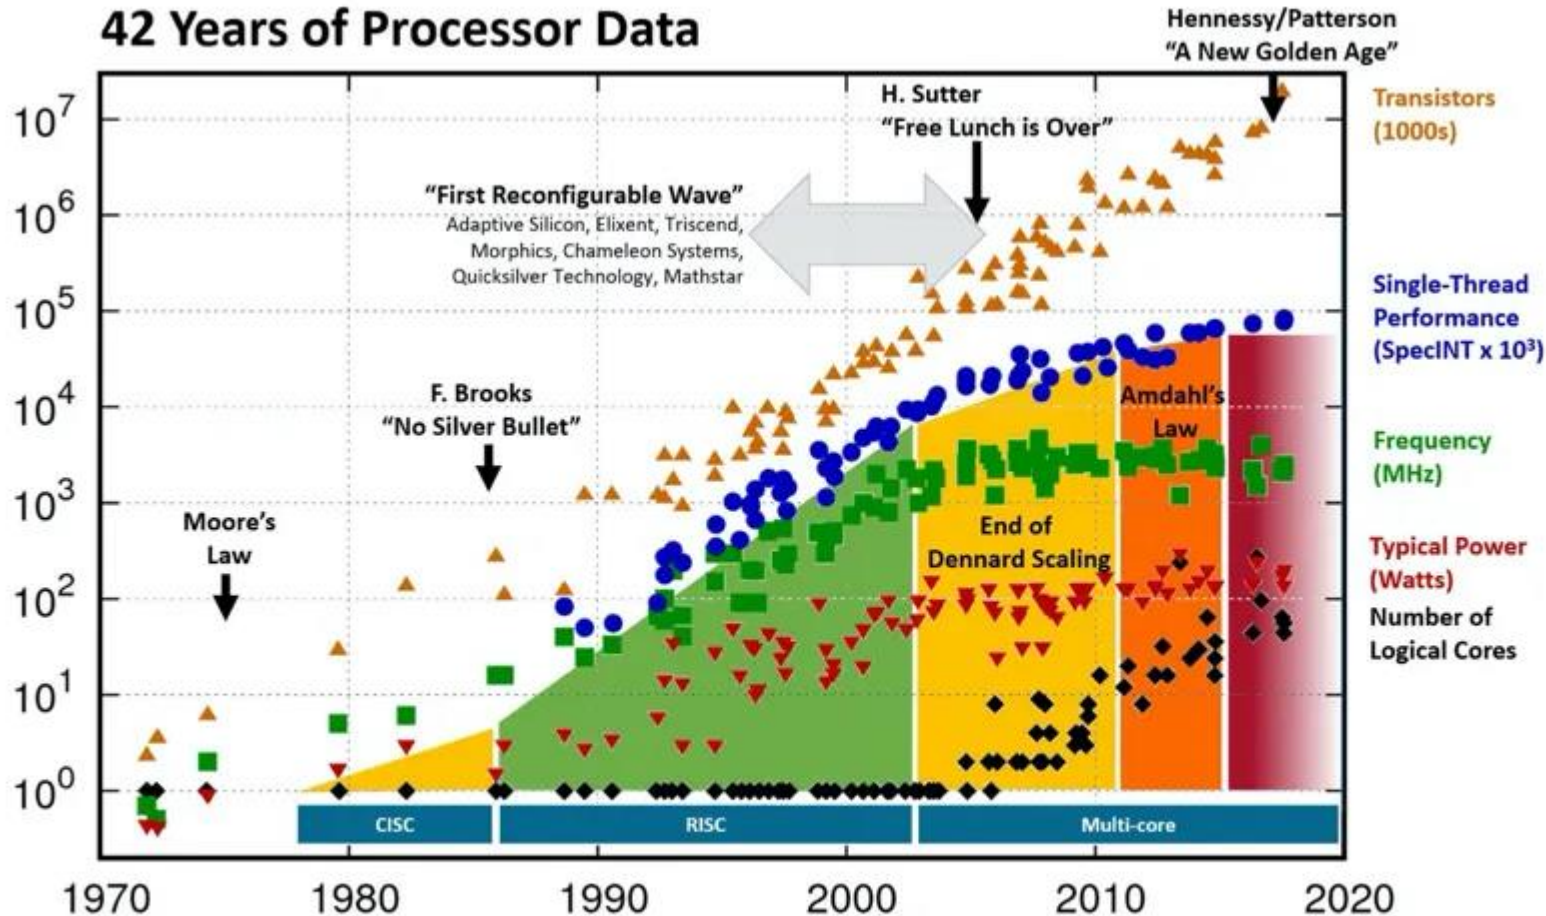 42 Years of Processor Data
Hennessy/Patterson
“A New Golden Age”
H. Sutter
“Free Lunch is Over”
“First Reconfigurable Wave”
Adaptive Silicon, Elixent, Triscend,
Morphics, Chameleon Systems,
Quicksilver Technology, Mathstar
F. Brooks
“No Silver Bullet”
Moore’s
Law
Amdahl’s
Law
End of
Dennard Scaling
10⁷
10⁶
10⁵
10⁴
10³
10²
10¹
10⁰
Transistors
(1000s)
Single-Thread
Performance
(SpecINT x 10³)
Frequency
(MHz)
Typical Power
(Watts)
Number of
Logical Cores
CISC
RISC
Multi-core
1970
1980
1990
2000
2010
2020